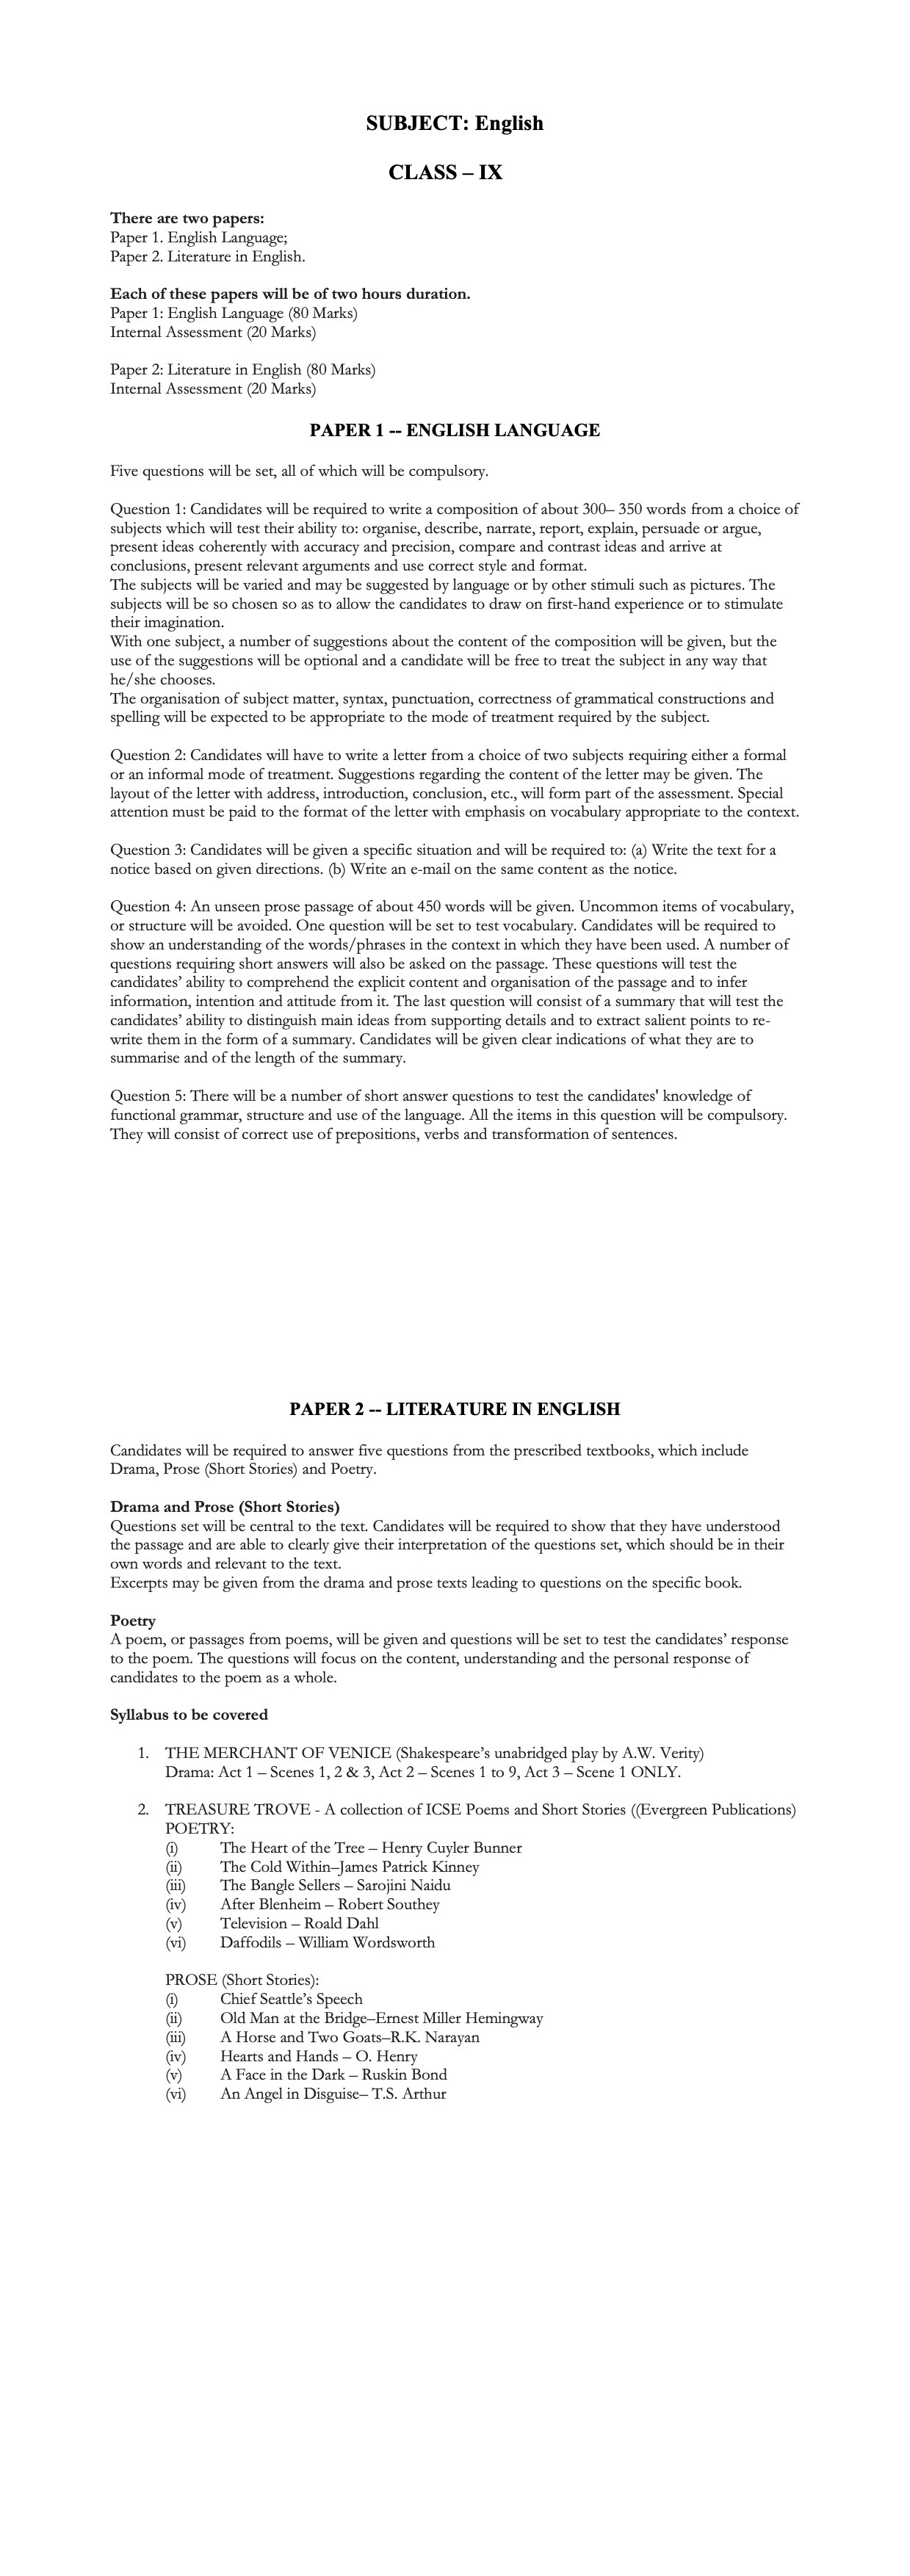 SUBJECT: English
CLASS – IX
There are two papers:
Paper 1. English Language;
Paper 2. Literature in English.
Each of these papers will be of two hours duration.
Paper 1: English Language (80 Marks)
Internal Assessment (20 Marks)
Paper 2: Literature in English (80 Marks)
Internal Assessment (20 Marks)
PAPER 1 -- ENGLISH LANGUAGE
Five questions will be set, all of which will be compulsory.
Question 1: Candidates will be required to write a composition of about 300– 350 words from a choice of
subjects which will test their ability to: organise, describe, narrate, report, explain, persuade or argue,
present ideas coherently with accuracy and precision, compare and contrast ideas and arrive at
conclusions, present relevant arguments and use correct style and format.
The subjects will be varied and may be suggested by language or by other stimuli such as pictures. The
subjects will be so chosen so as to allow the candidates to draw on first-hand experience or to stimulate
their imagination.
With one subject, a number of suggestions about the content of the composition will be given, but the
use of the suggestions will be optional and a candidate will be free to treat the subject in any way that
he/she chooses.
The organisation of subject matter, syntax, punctuation, correctness of grammatical constructions and
spelling will be expected to be appropriate to the mode of treatment required by the subject.
Question 2: Candidates will have to write a letter from a choice of two subjects requiring either a formal
or an informal mode of treatment. Suggestions regarding the content of the letter may be given. The
layout of the letter with address, introduction, conclusion, etc., will form part of the assessment. Special
attention must be paid to the format of the letter with emphasis on vocabulary appropriate to the context.
Question 3: Candidates will be given a specific situation and will be required to: (a) Write the text for a
notice based on given directions. (b) Write an e-mail on the same content as the notice.
Question 4: An unseen prose passage of about 450 words will be given. Uncommon items of vocabulary,
or structure will be avoided. One question will be set to test vocabulary. Candidates will be required to
show an understanding of the words/phrases in the context in which they have been used. A number of
questions requiring short answers will also be asked on the passage. These questions will test the
candidates’ ability to comprehend the explicit content and organisation of the passage and to infer
information, intention and attitude from it. The last question will consist of a summary that will test the
candidates’ ability to distinguish main ideas from supporting details and to extract salient points to re-
write them in the form of a summary. Candidates will be given clear indications of what they are to
summarise and of the length of the summary.
Question 5: There will be a number of short answer questions to test the candidates' knowledge of
functional grammar, structure and use of the language. All the items in this question will be compulsory.
They will consist of correct use of prepositions, verbs and transformation of sentences.
PAPER 2 -- LITERATURE IN ENGLISH
Candidates will be required to answer five questions from the prescribed textbooks, which include
Drama, Prose (Short Stories) and Poetry.
Drama and Prose (Short Stories)
Questions set will be central to the text. Candidates will be required to show that they have understood
the passage and are able to clearly give their interpretation of the questions set, which should be in their
own words and relevant to the text.
Excerpts may be given from the drama and prose texts leading to questions on the specific book.
Poetry
A poem, or passages from poems, will be given and questions will be set to test the candidates’ response
to the poem. The questions will focus on the content, understanding and the personal response of
candidates to the poem as a whole.
Syllabus to be covered
1. THE MERCHANT OF VENICE (Shakespeare’s unabridged play by A.W. Verity)
Drama: Act 1 – Scenes 1, 2 & 3, Act 2 – Scenes 1 to 9, Act 3 – Scene 1 ONLY.
2. TREASURE TROVE - A collection of ICSE Poems and Short Stories ((Evergreen Publications)
POETRY:
(i) The Heart of the Tree – Henry Cuyler Bunner
(ii) The Cold Within–James Patrick Kinney
(iii) The Bangle Sellers – Sarojini Naidu
(iv) After Blenheim – Robert Southey
(v) Television – Roald Dahl
(vi) Daffodils – William Wordsworth
PROSE (Short Stories):
(i) Chief Seattle’s Speech
(ii) Old Man at the Bridge–Ernest Miller Hemingway
(iii) A Horse and Two Goats–R.K. Narayan
(iv) Hearts and Hands – O. Henry
(v) A Face in the Dark – Ruskin Bond
(vi) An Angel in Disguise– T.S. Arthur